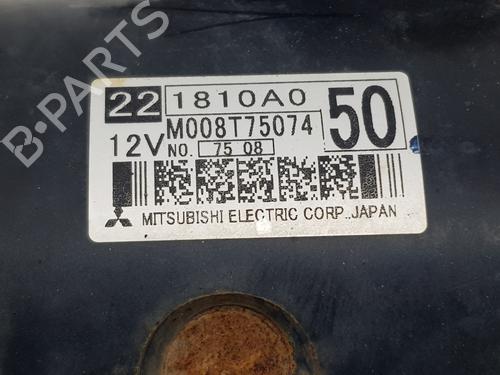 B-PARTS
22 1810A0 50
12V M008T75074
NO. 75 08
MITSUBISHI ELECTRIC CORP.,JAPAN